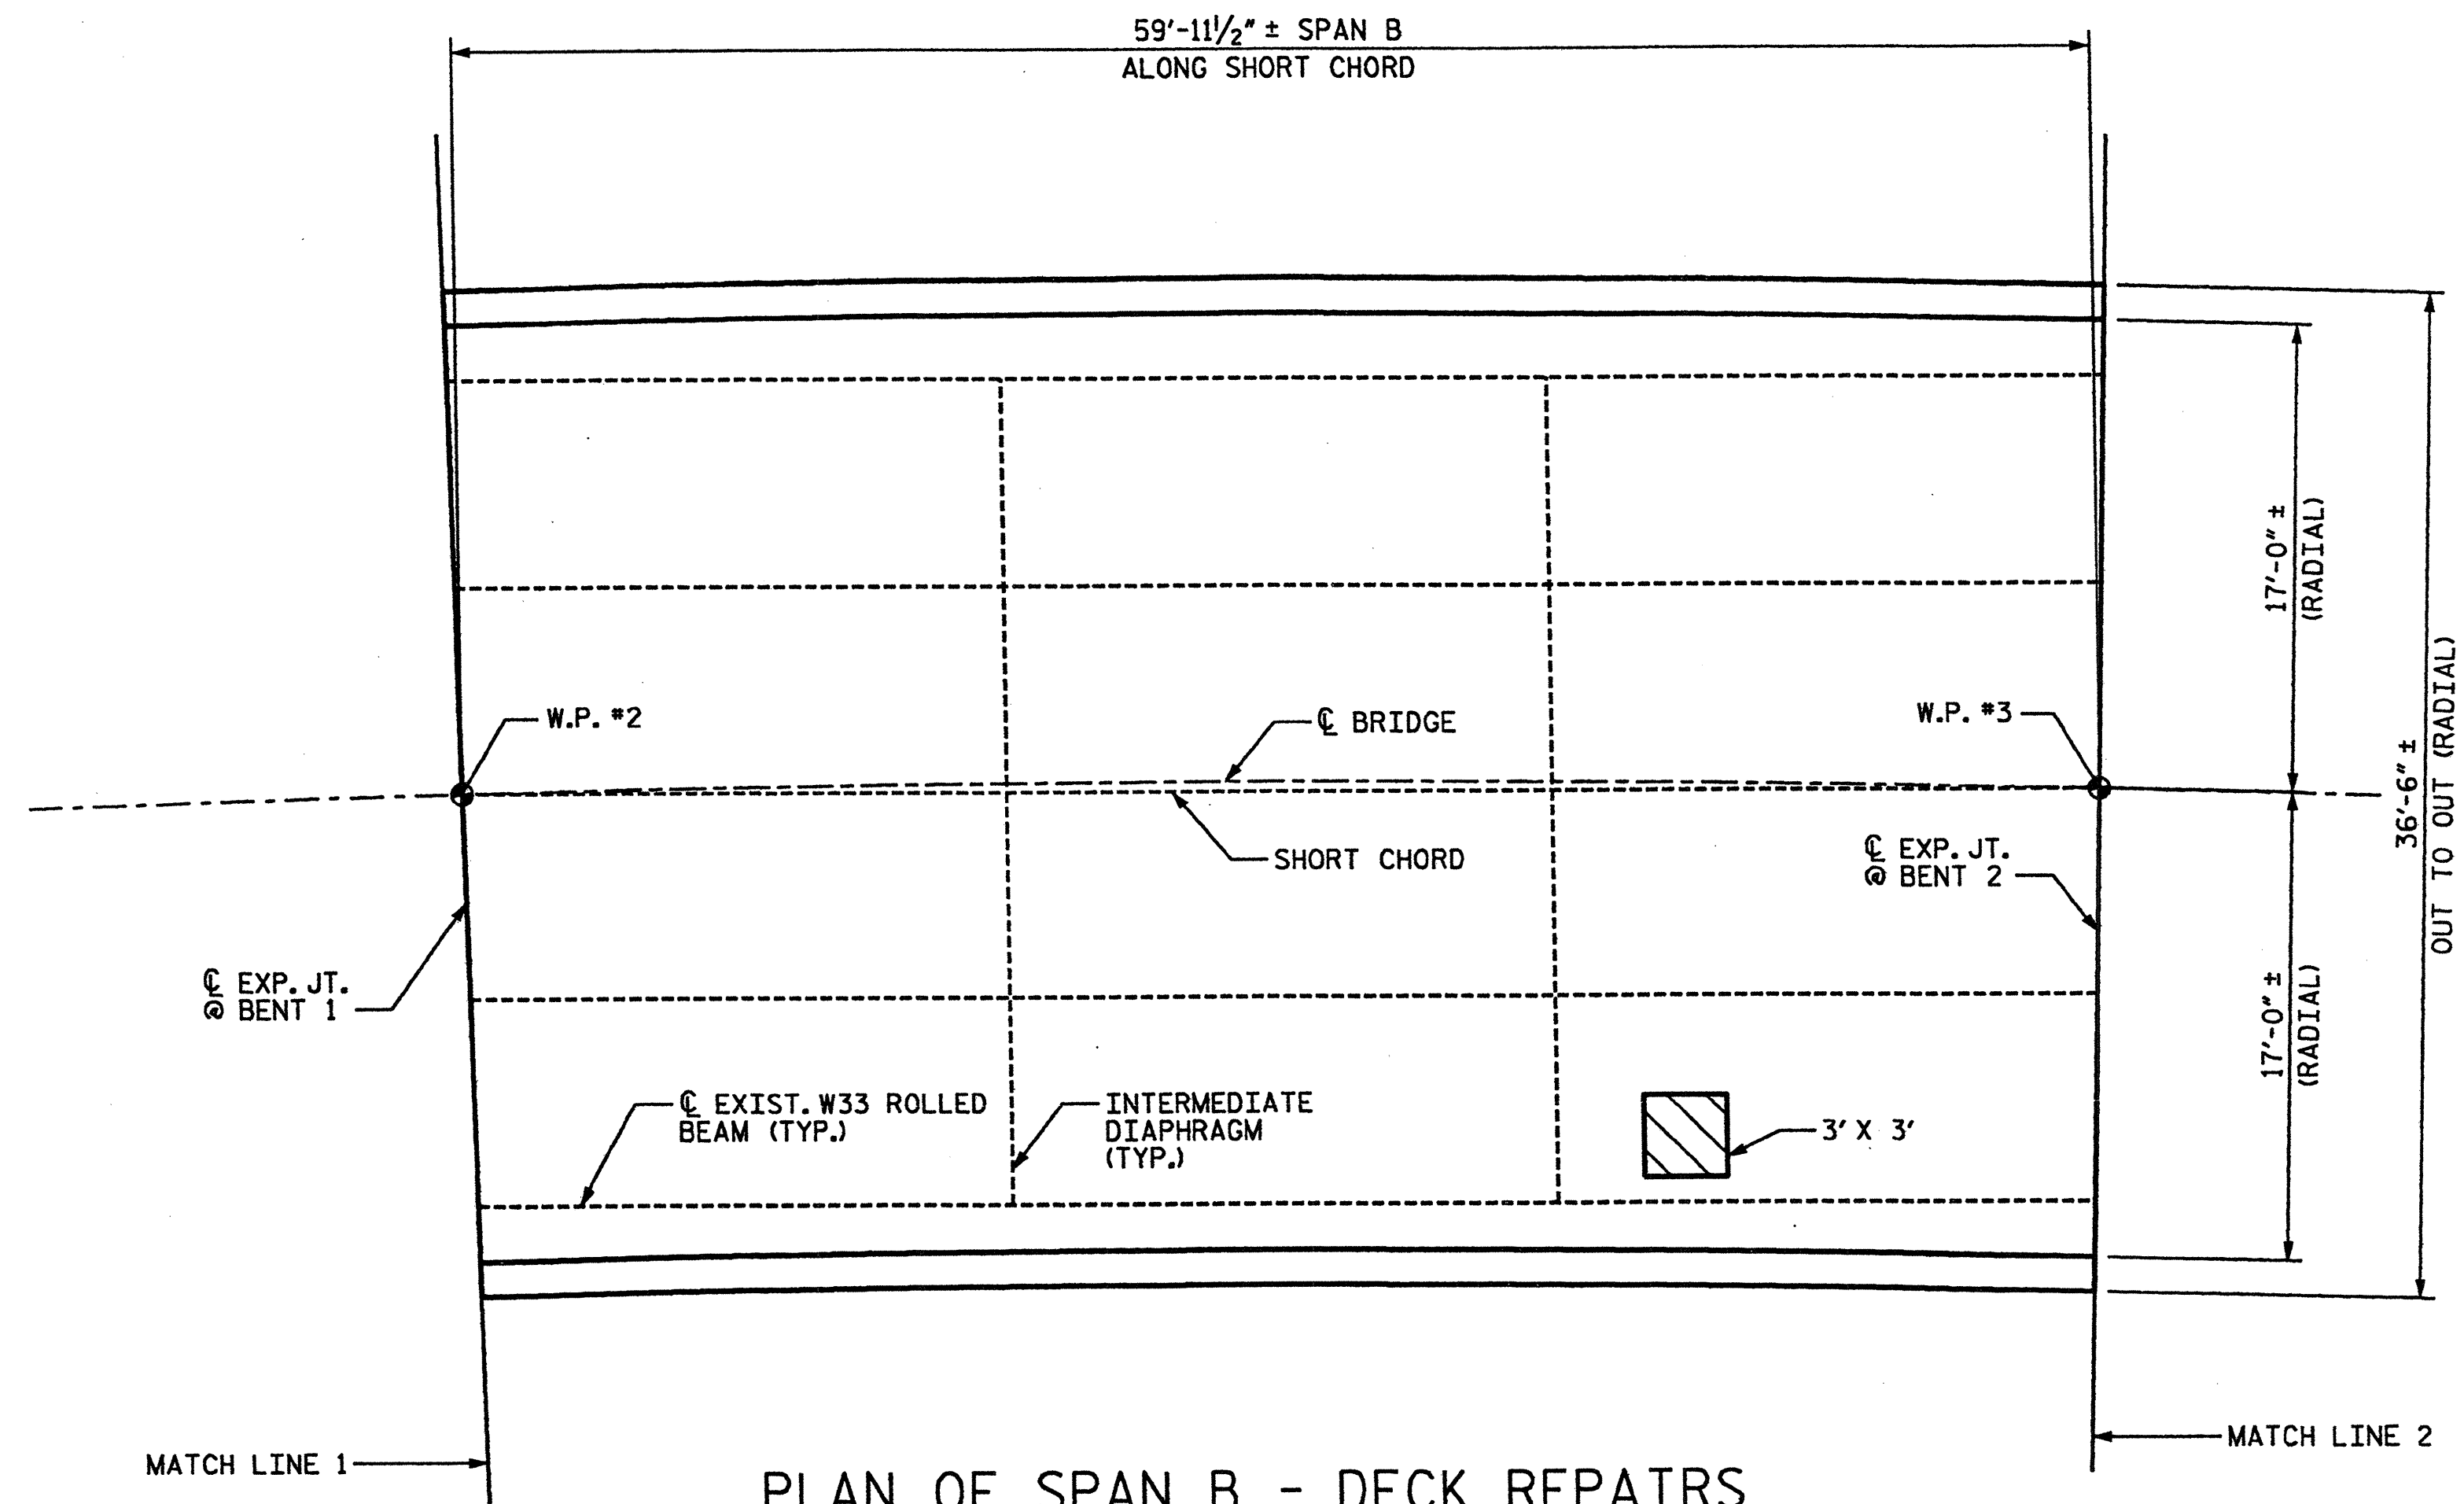 59'-11 1/2" ± SPAN B
ALONG SHORT CHORD
17'-0" ±
(RADIAL)
W.P. #2
℄ BRIDGE
W.P. #3
36'-6" ±
OUT TO OUT (RADIAL)
SHORT CHORD
℄ EXP. JT.
@ BENT 2
℄ EXP. JT.
@ BENT 1
17'-0" ±
(RADIAL)
℄ EXIST. W33 ROLLED
BEAM (TYP.)
INTERMEDIATE
DIAPHRAGM
(TYP.)
3' X 3'
MATCH LINE 1
MATCH LINE 2
PLAN OF SPAN B - DECK REPAIRS